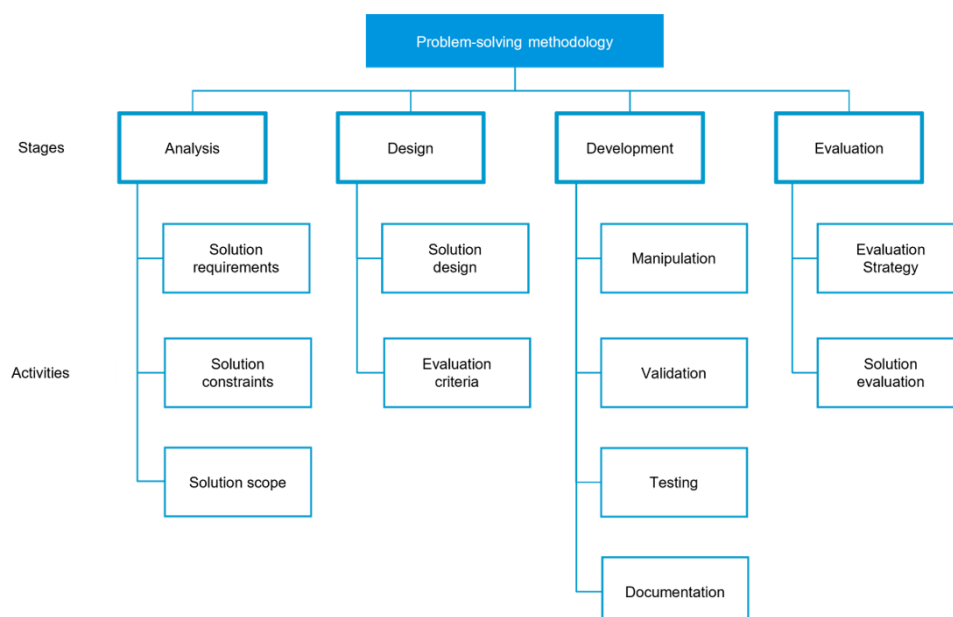 Problem-solving methodology
Stages
Analysis
Design
Development
Evaluation
Activities
Solution
requirements
Solution
constraints
Solution scope
Solution
design
Evaluation
criteria
Manipulation
Validation
Testing
Documentation
Evaluation
Strategy
Solution
evaluation